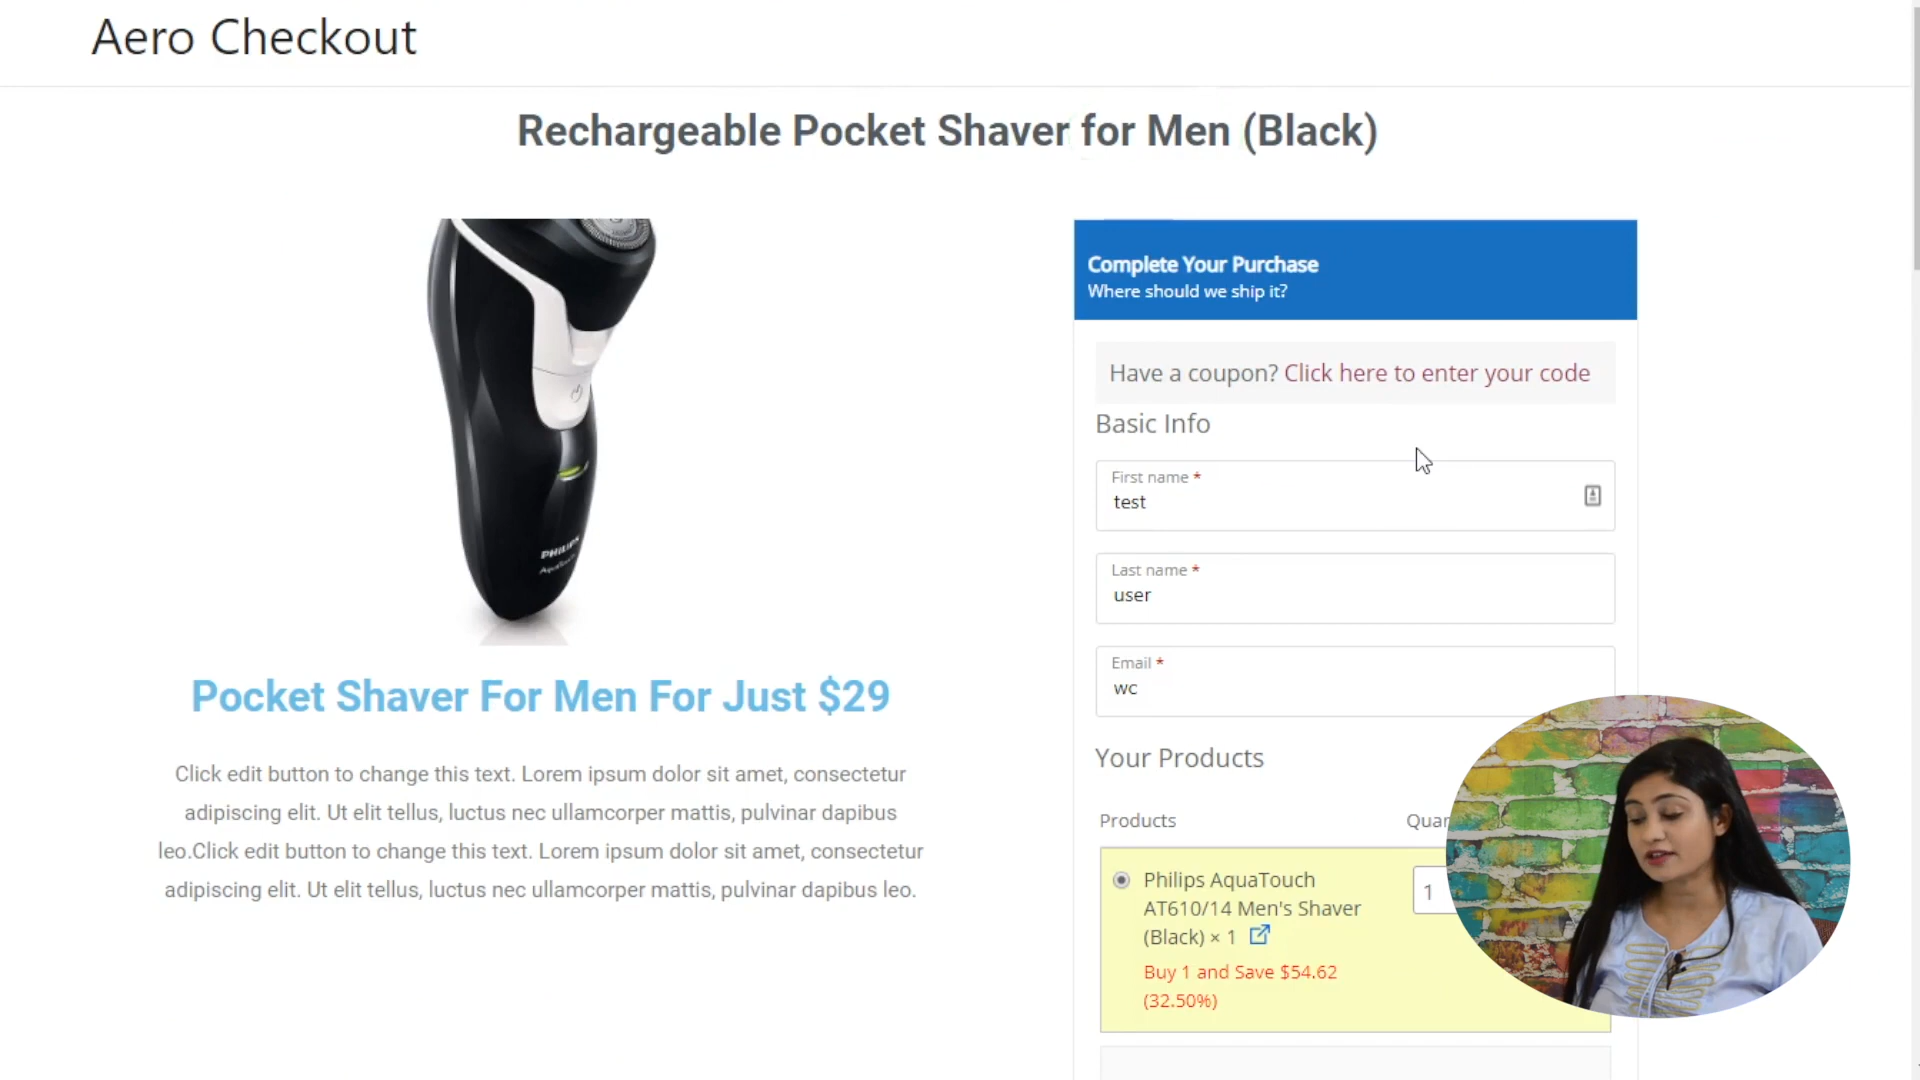 Aero Checkout
Rechargeable Pocket Shaver for Men (Black)
PHILIPS
Pocket Shaver For Men For Just $29
Click edit button to change this text. Lorem ipsum dolor sit amet, consectetur
adipiscing elit. Ut elit tellus, luctus nec ullamcorper mattis, pulvinar dapibus
leo.Click edit button to change this text. Lorem ipsum dolor sit amet, consectetur
adipiscing elit. Ut elit tellus, luctus nec ullamcorper mattis, pulvinar dapibus leo.
Complete Your Purchase
Where should we ship it?
Have a coupon? Click here to enter your code
Basic Info
First name *
test
Last name *
user
Email *
wc
Your Products
Products
Philips AquaTouch
AT610/14 Men's Shaver
(Black) × 1
1
Buy 1 and Save $54.62
(32.50%)